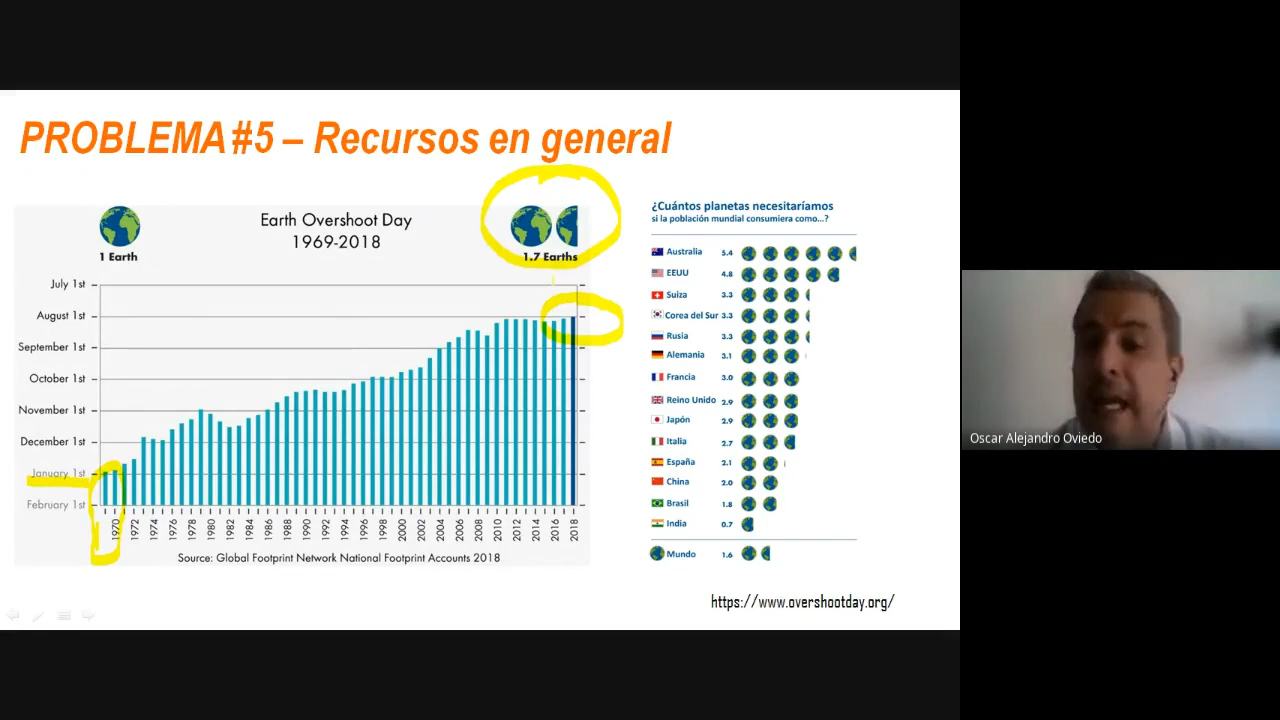 PROBLEMA #5 – Recursos en general
Earth Overshoot Day
1969-2018
1 Earth
1.7 Earths
July 1st
August 1st
September 1st
October 1st
November 1st
December 1st
January 1st
February 1st
1970 1972 1974 1976 1978 1980 1982 1984 1986 1988 1990 1992 1994 1996 1998 2000 2002 2004 2006 2008 2010 2012 2014 2016 2018
Source: Global Footprint Network National Footprint Accounts 2018
¿Cuántos planetas necesitaríamos
si la población mundial consumiera como...?
Australia 5.4
EEUU 4.8
Suiza 3.3
Corea del Sur 3.3
Rusia 3.3
Alemania 3.1
Francia 3.0
Reino Unido 2.9
Japón 2.9
Italia 2.7
España 2.1
China 2.0
Brasil 1.8
India 0.7
Mundo 1.6
https://www.overshootday.org/
Oscar Alejandro Oviedo